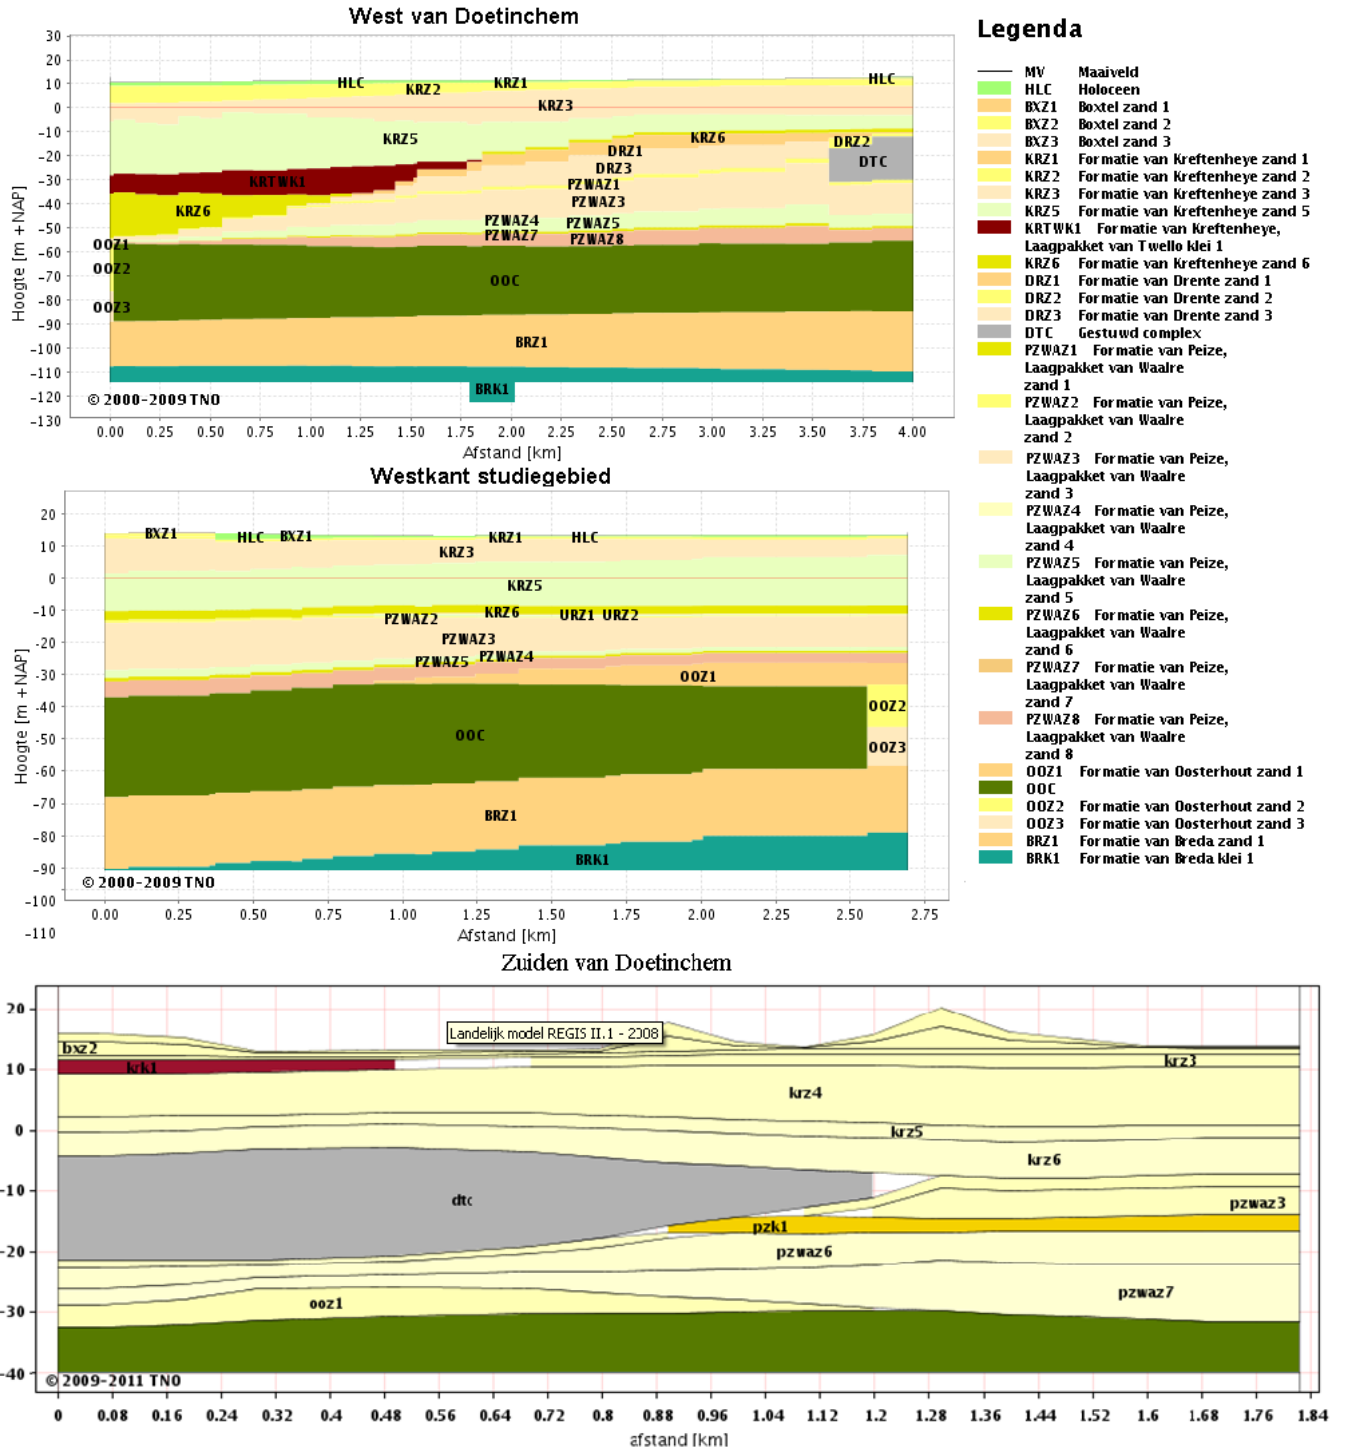 West van Doetinchem
30
20
10
0
-10
-20
-30
-40
-50
-60
-70
-80
-90
-100
-110
-120
-130
Hoogte [m +NAP]
HLC
KRZ2
KRZ1
HLC
KRZ3
KRZ5
KRZ6
DRZ2
DRZ1
DTC
DRZ3
KRTWK1
PZWAZ1
PZWAZ3
KRZ6
PZWAZ4
PZWAZ5
PZWAZ7
PZWAZ8
OOZ1
OOZ2
OOC
OOZ3
BRZ1
BRK1
© 2000-2009 TNO
0.00 0.25 0.50 0.75 1.00 1.25 1.50 1.75 2.00 2.25 2.50 2.75 3.00 3.25 3.50 3.75 4.00
Afstand [km]
Westkant studiegebied
20
10
0
-10
-20
-30
-40
-50
-60
-70
-80
-90
-100
-110
Hoogte [m +NAP]
BXZ1
HLC
BXZ1
KRZ1
HLC
KRZ3
KRZ5
KRZ6
URZ1 URZ2
PZWAZ2
PZWAZ3
PZWAZ4
PZWAZ5
OOZ1
OOZ2
OOC
OOZ3
BRZ1
BRK1
© 2000-2009 TNO
0.00 0.25 0.50 0.75 1.00 1.25 1.50 1.75 2.00 2.25 2.50 2.75
Afstand [km]
Legenda
MV Maaiveld
HLC Holoceen
BXZ1 Boxtel zand 1
BXZ2 Boxtel zand 2
BXZ3 Boxtel zand 3
KRZ1 Formatie van Kreftenheye zand 1
KRZ2 Formatie van Kreftenheye zand 2
KRZ3 Formatie van Kreftenheye zand 3
KRZ5 Formatie van Kreftenheye zand 5
KRTWK1 Formatie van Kreftenheye,
Laagpakket van Twello klei 1
KRZ6 Formatie van Kreftenheye zand 6
DRZ1 Formatie van Drente zand 1
DRZ2 Formatie van Drente zand 2
DRZ3 Formatie van Drente zand 3
DTC Gestuwd complex
PZWAZ1 Formatie van Peize,
Laagpakket van Waalre
zand 1
PZWAZ2 Formatie van Peize,
Laagpakket van Waalre
zand 2
PZWAZ3 Formatie van Peize,
Laagpakket van Waalre
zand 3
PZWAZ4 Formatie van Peize,
Laagpakket van Waalre
zand 4
PZWAZ5 Formatie van Peize,
Laagpakket van Waalre
zand 5
PZWAZ6 Formatie van Peize,
Laagpakket van Waalre
zand 6
PZWAZ7 Formatie van Peize,
Laagpakket van Waalre
zand 7
PZWAZ8 Formatie van Peize,
Laagpakket van Waalre
zand 8
OOZ1 Formatie van Oosterhout zand 1
OOC
OOZ2 Formatie van Oosterhout zand 2
OOZ3 Formatie van Oosterhout zand 3
BRZ1 Formatie van Breda zand 1
BRK1 Formatie van Breda klei 1
Zuiden van Doetinchem
20
10
0
-10
-20
-30
-40
Landelijk model REGIS II.1 - 2008
bxz2
krk1
krz3
krz4
krz5
krz6
dtc
pzwaz3
pzk1
pzwaz6
pzwaz7
ooz1
© 2009-2011 TNO
0 0.08 0.16 0.24 0.32 0.4 0.48 0.56 0.64 0.72 0.8 0.88 0.96 1.04 1.12 1.2 1.28 1.36 1.44 1.52 1.6 1.68 1.76 1.84
afstand [km]